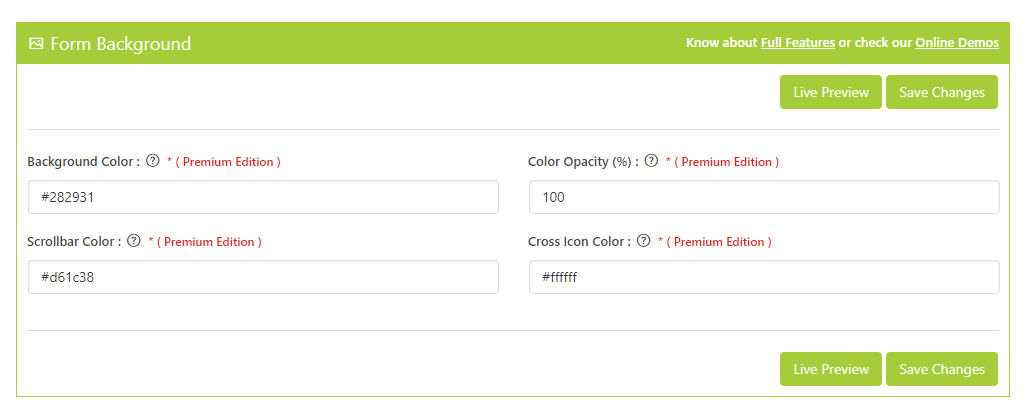 Form Background
Know about Full Features or check our Online Demos
Live Preview Save Changes
Background Color : ? * ( Premium Edition )
Color Opacity (%) : ? * ( Premium Edition )
#282931
100
Scrollbar Color : ? * ( Premium Edition )
Cross Icon Color : ? * ( Premium Edition )
#d61c38
#ffffff
Live Preview Save Changes